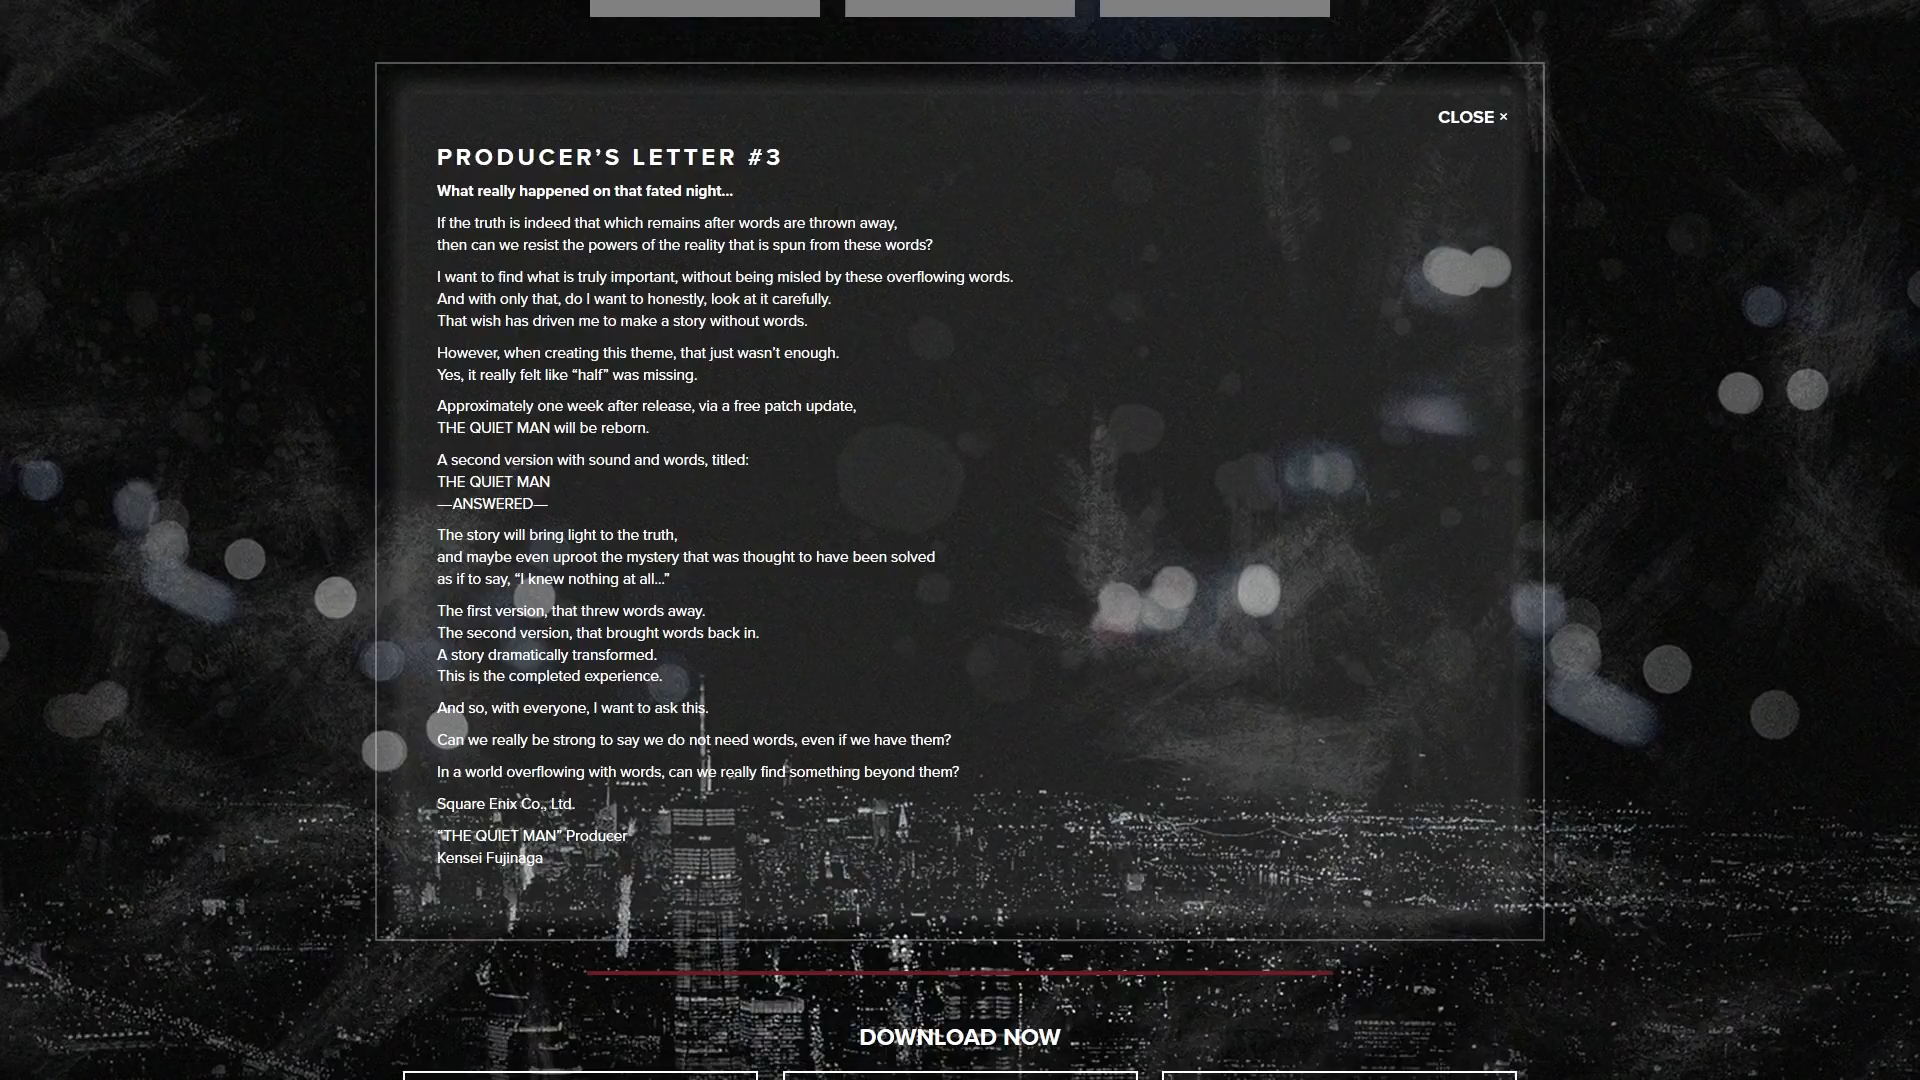 CLOSE ×
PRODUCER’S LETTER #3
What really happened on that fated night...
If the truth is indeed that which remains after words are thrown away,
then can we resist the powers of the reality that is spun from these words?
I want to find what is truly important, without being misled by these overflowing words.
And with only that, do I want to honestly, look at it carefully.
That wish has driven me to make a story without words.
However, when creating this theme, that just wasn’t enough.
Yes, it really felt like “half” was missing.
Approximately one week after release, via a free patch update,
THE QUIET MAN will be reborn.
A second version with sound and words, titled:
THE QUIET MAN
—ANSWERED—
The story will bring light to the truth,
and maybe even uproot the mystery that was thought to have been solved
as if to say, “I knew nothing at all...”
The first version, that threw words away.
The second version, that brought words back in.
A story dramatically transformed.
This is the completed experience.
And so, with everyone, I want to ask this.
Can we really be strong to say we do not need words, even if we have them?
In a world overflowing with words, can we really find something beyond them?
Square Enix Co., Ltd.
“THE QUIET MAN” Producer
Kensei Fujinaga
DOWNLOAD NOW